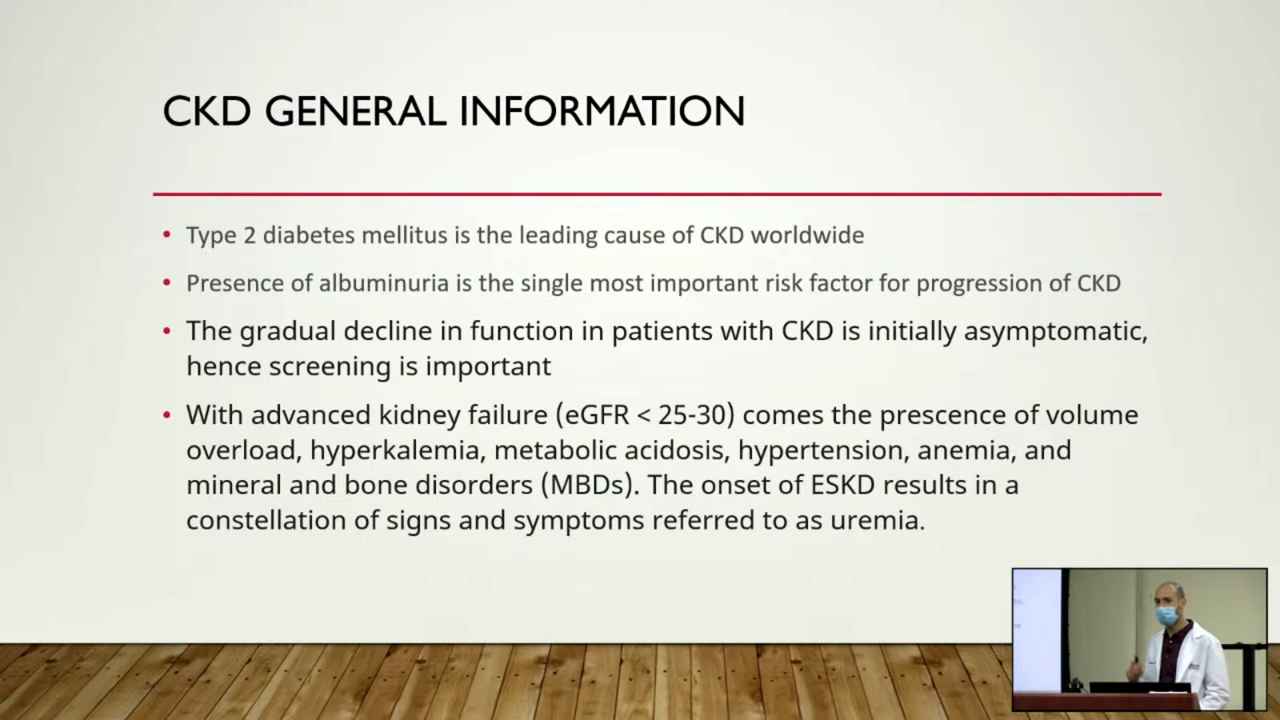 CKD GENERAL INFORMATION
• Type 2 diabetes mellitus is the leading cause of CKD worldwide
• Presence of albuminuria is the single most important risk factor for progression of CKD
• The gradual decline in function in patients with CKD is initially asymptomatic,
hence screening is important
• With advanced kidney failure (eGFR < 25-30) comes the prescence of volume
overload, hyperkalemia, metabolic acidosis, hypertension, anemia, and
mineral and bone disorders (MBDs). The onset of ESKD results in a
constellation of signs and symptoms referred to as uremia.